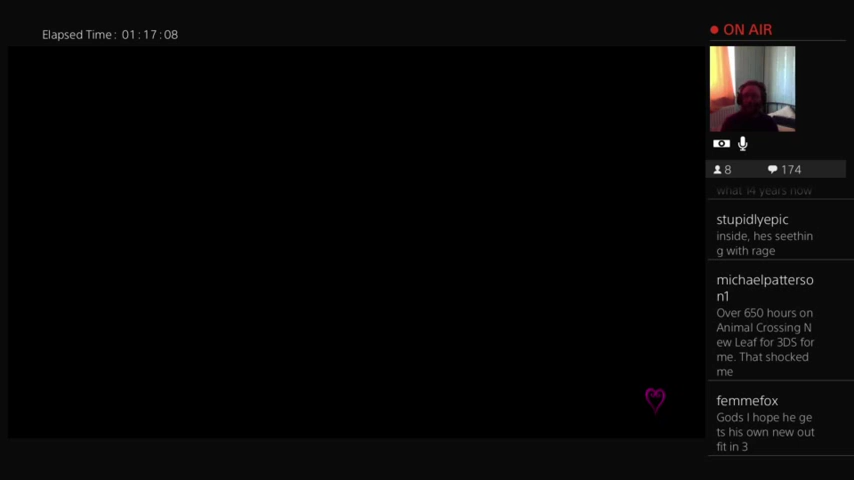 Elapsed Time: 01:17:08
ON AIR
8
174
what 14 years now
stupidlyepic
inside, hes seethin
g with rage
michaelpatterso
n1
Over 650 hours on
Animal Crossing N
ew Leaf for 3DS for
me. That shocked
me
femmefox
Gods I hope he ge
ts his own new out
fit in 3